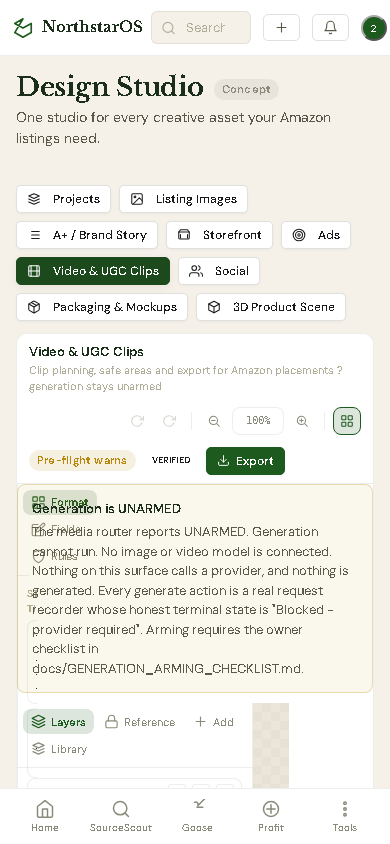 NorthstarOS
Search
2
Design Studio
Concept
One studio for every creative asset your Amazon
listings need.
Projects
Listing Images
A+ / Brand Story
Storefront
Ads
Video & UGC Clips
Social
Packaging & Mockups
3D Product Scene
Video & UGC Clips
Clip planning, safe areas and export for Amazon placements ?
generation stays unarmed
100%
Pre-flight warns
VERIFIED
Export
Format
Fields
Rules
Generation is UNARMED
The media router reports UNARMED. Generation
cannot run. No image or video model is connected.
Nothing on this surface calls a provider, and nothing is
generated. Every generate action is a real request
recorder whose honest terminal state is "Blocked -
provider required". Arming requires the owner
checklist in
docs/GENERATION_ARMING_CHECKLIST.md.
Layers
Reference
Add
Library
Home
SourceScout
Goose
Profit
Tools